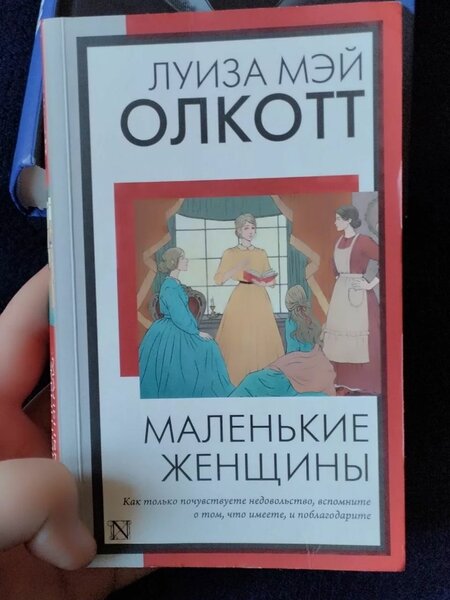 ЛУИЗА МЭЙ
ОЛКОТТ
МАЛЕНЬКИЕ
ЖЕНЩИНЫ
Как только почувствуете недовольство, вспомните
о том, что имеете, и поблагодарите
N